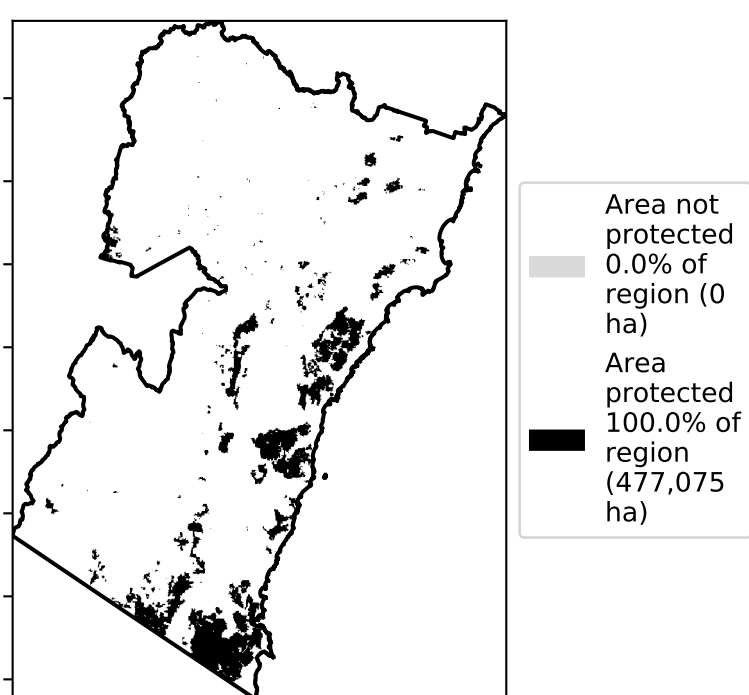 Area not
protected
0.0% of
region (0
ha)
Area
protected
100.0% of
region
(477,075
ha)